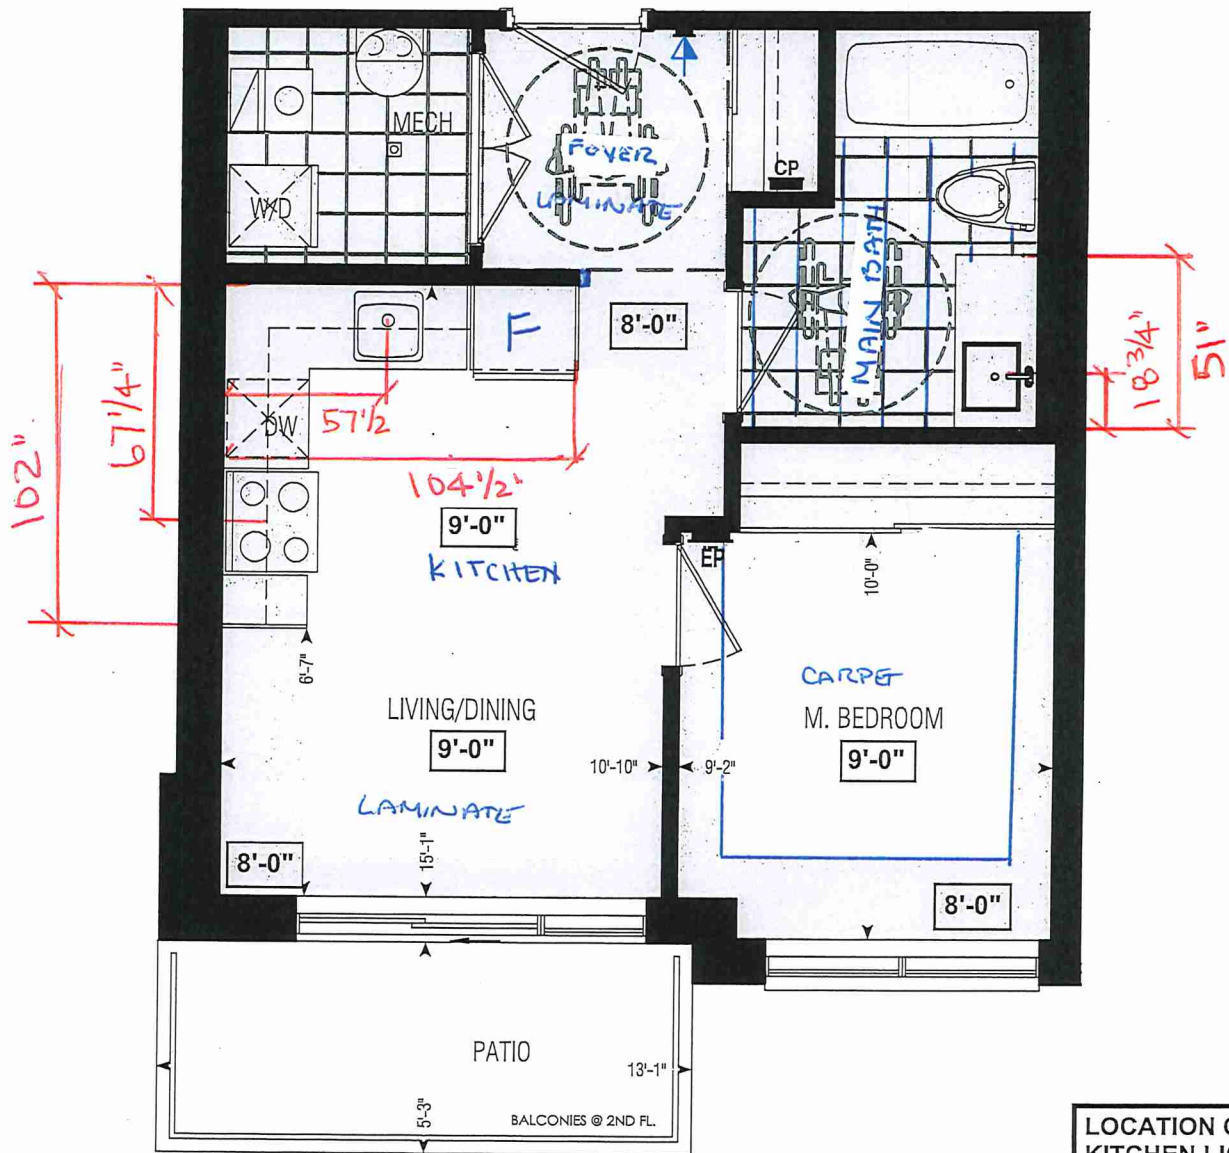 MECH
W/D
FOYER
LAMINATE
CP
MAIN BATH
F
8'-0"
DW
57 1/2
104 1/2"
67 1/4"
102"
18 3/4"
51"
9'-0"
KITCHEN
EP
10'-0"
6'-7"
CARPET
LIVING/DINING
9'-0"
M. BEDROOM
9'-0"
10'-10"
9'-2"
LAMINATE
8'-0"
15'-1"
8'-0"
PATIO
13'-1"
5'-3"
BALCONIES @ 2ND FL.
LOCATION